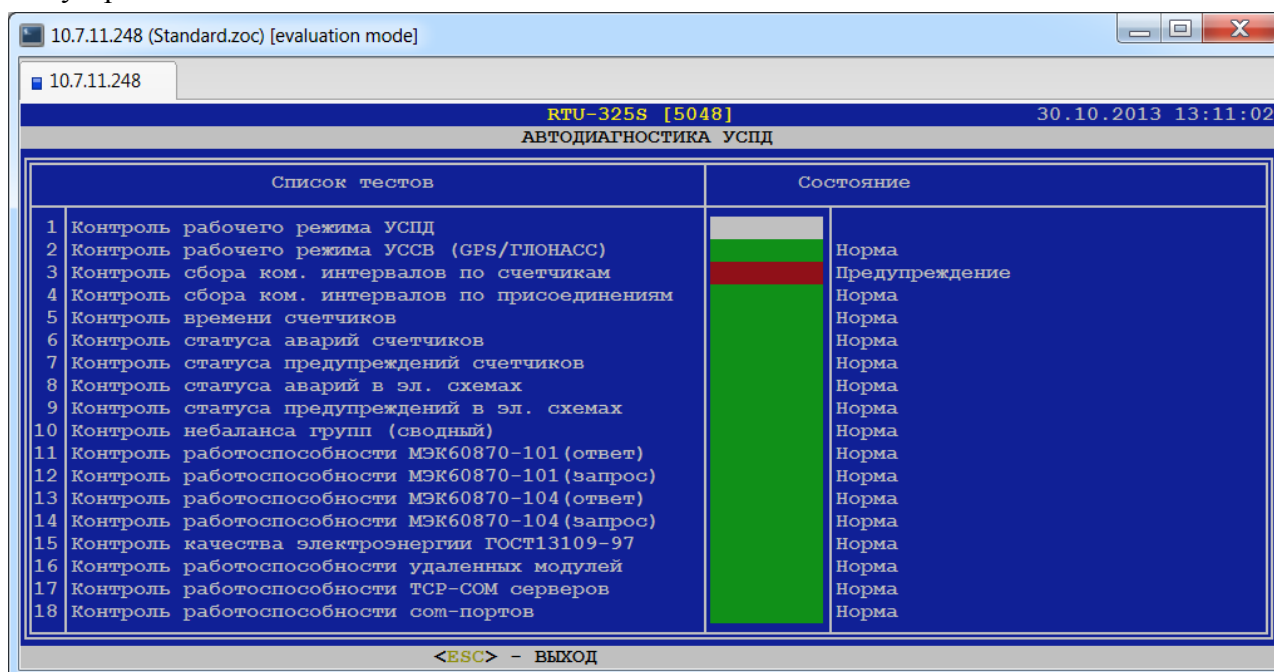 10.7.11.248 (Standard.zoc) [evaluation mode]
10.7.11.248
RTU-325S [5048] 30.10.2013 13:11:02
АВТОДИАГНОСТИКА УСПД
Список тестов Состояние
1 Контроль рабочего режима УСПД
2 Контроль рабочего режима УССВ (GPS/ГЛОНАСС) Норма
3 Контроль сбора ком. интервалов по счетчикам Предупреждение
4 Контроль сбора ком. интервалов по присоединениям Норма
5 Контроль времени счетчиков Норма
6 Контроль статуса аварий счетчиков Норма
7 Контроль статуса предупреждений счетчиков Норма
8 Контроль статуса аварий в эл. схемах Норма
9 Контроль статуса предупреждений в эл. схемах Норма
10 Контроль небаланса групп (сводный) Норма
11 Контроль работоспособности МЭК60870-101(ответ) Норма
12 Контроль работоспособности МЭК60870-101(запрос) Норма
13 Контроль работоспособности МЭК60870-104(ответ) Норма
14 Контроль работоспособности МЭК60870-104(запрос) Норма
15 Контроль качества электроэнергии ГОСТ13109-97 Норма
16 Контроль работоспособности удаленных модулей Норма
17 Контроль работоспособности TCP-COM серверов Норма
18 Контроль работоспособности com-портов Норма
<ESC> - ВЫХОД